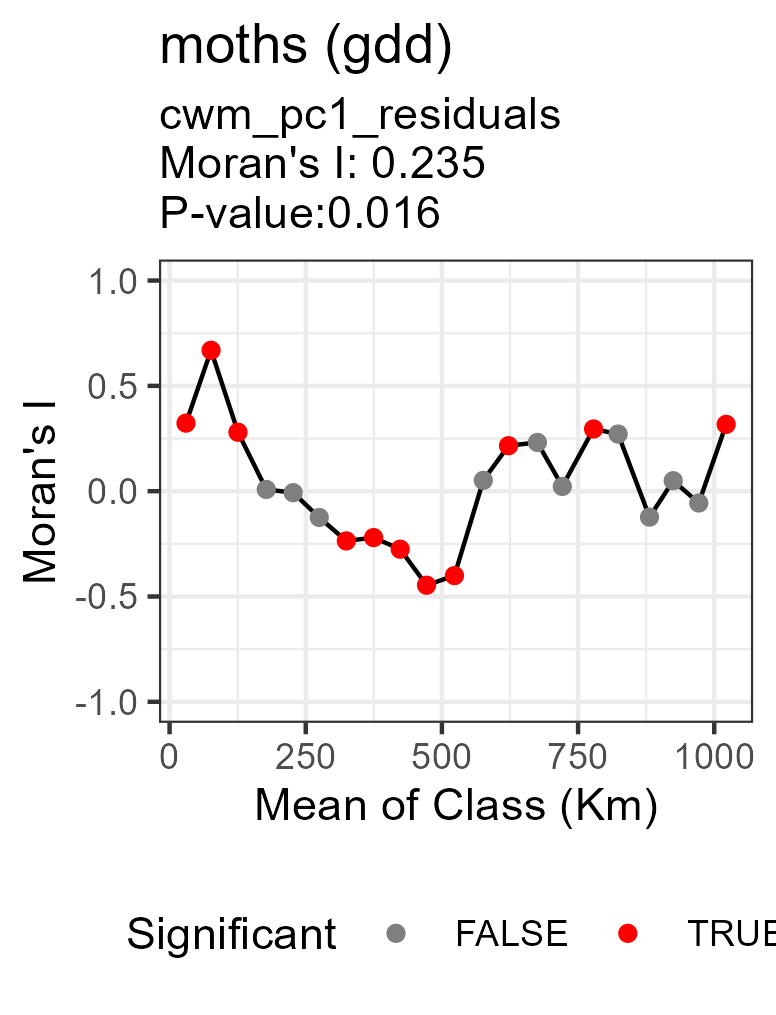 moths (gdd)
cwm_pc1_residuals
Moran's I: 0.235
P-value:0.016
1.0
0.5
0.0
-0.5
-1.0
Moran's I
0 250 500 750 1000
Mean of Class (Km)
Significant FALSE TRUE